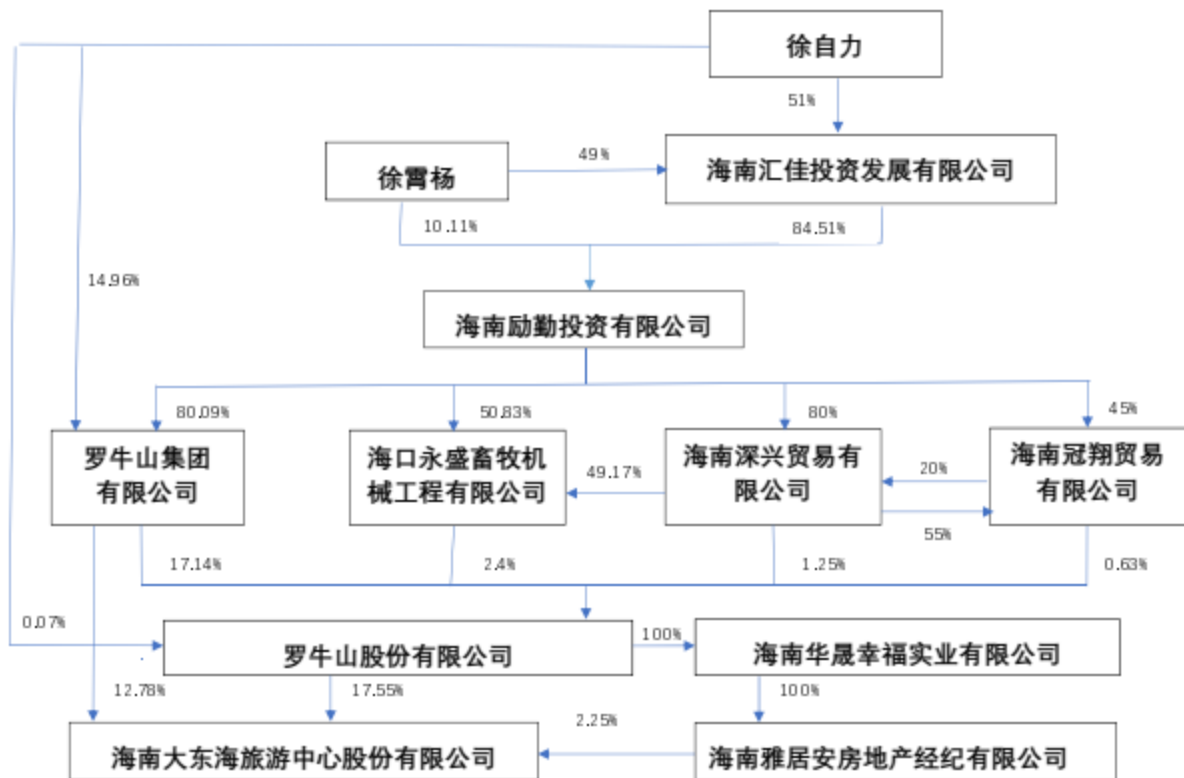 徐自力
51%
徐霄杨
49%
海南汇佳投资发展有限公司
10.11%
84.51%
14.96%
海南励勤投资有限公司
80.09%
50.83%
80%
45%
罗牛山集团
有限公司
海口永盛畜牧机
械工程有限公司
49.17%
海南深兴贸易有
限公司
20%
55%
海南冠翔贸易
有限公司
17.14%
2.4%
1.25%
0.63%
0.07%
罗牛山股份有限公司
100%
海南华晟幸福实业有限公司
12.78%
17.55%
100%
海南大东海旅游中心股份有限公司
2.25%
海南雅居安房地产经纪有限公司